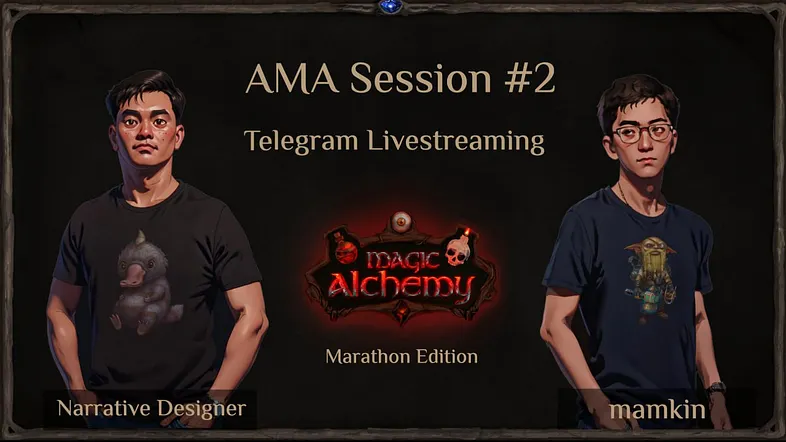 AMA Session #2
Telegram Livestreaming
MAGIC
Alchemy
Marathon Edition
Narrative Designer
mamkin